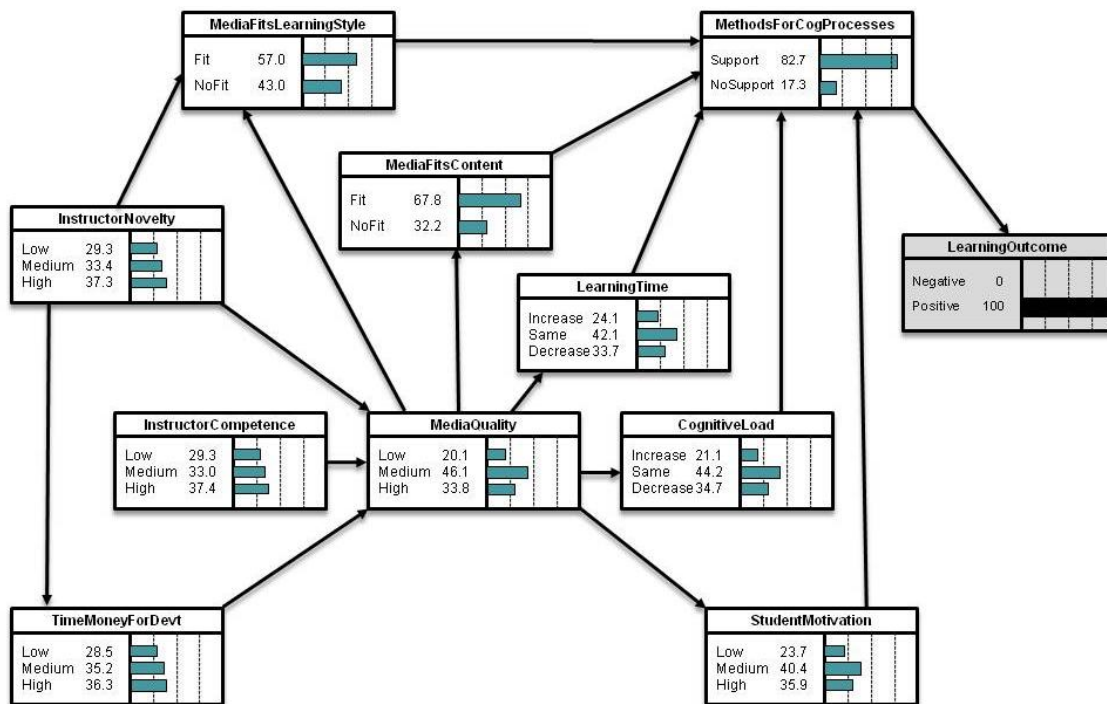 MediaFitsLearningStyle
Fit 57.0
NoFit 43.0
MethodsForCogProcesses
Support 82.7
NoSupport 17.3
MediaFitsContent
Fit 67.8
NoFit 32.2
InstructorNovelty
Low 29.3
Medium 33.4
High 37.3
LearningOutcome
Negative 0
Positive 100
LearningTime
Increase 24.1
Same 42.1
Decrease 33.7
InstructorCompetence
Low 29.3
Medium 33.0
High 37.4
MediaQuality
Low 20.1
Medium 46.1
High 33.8
CognitiveLoad
Increase 21.1
Same 44.2
Decrease 34.7
TimeMoneyForDevt
Low 28.5
Medium 35.2
High 36.3
StudentMotivation
Low 23.7
Medium 40.4
High 35.9